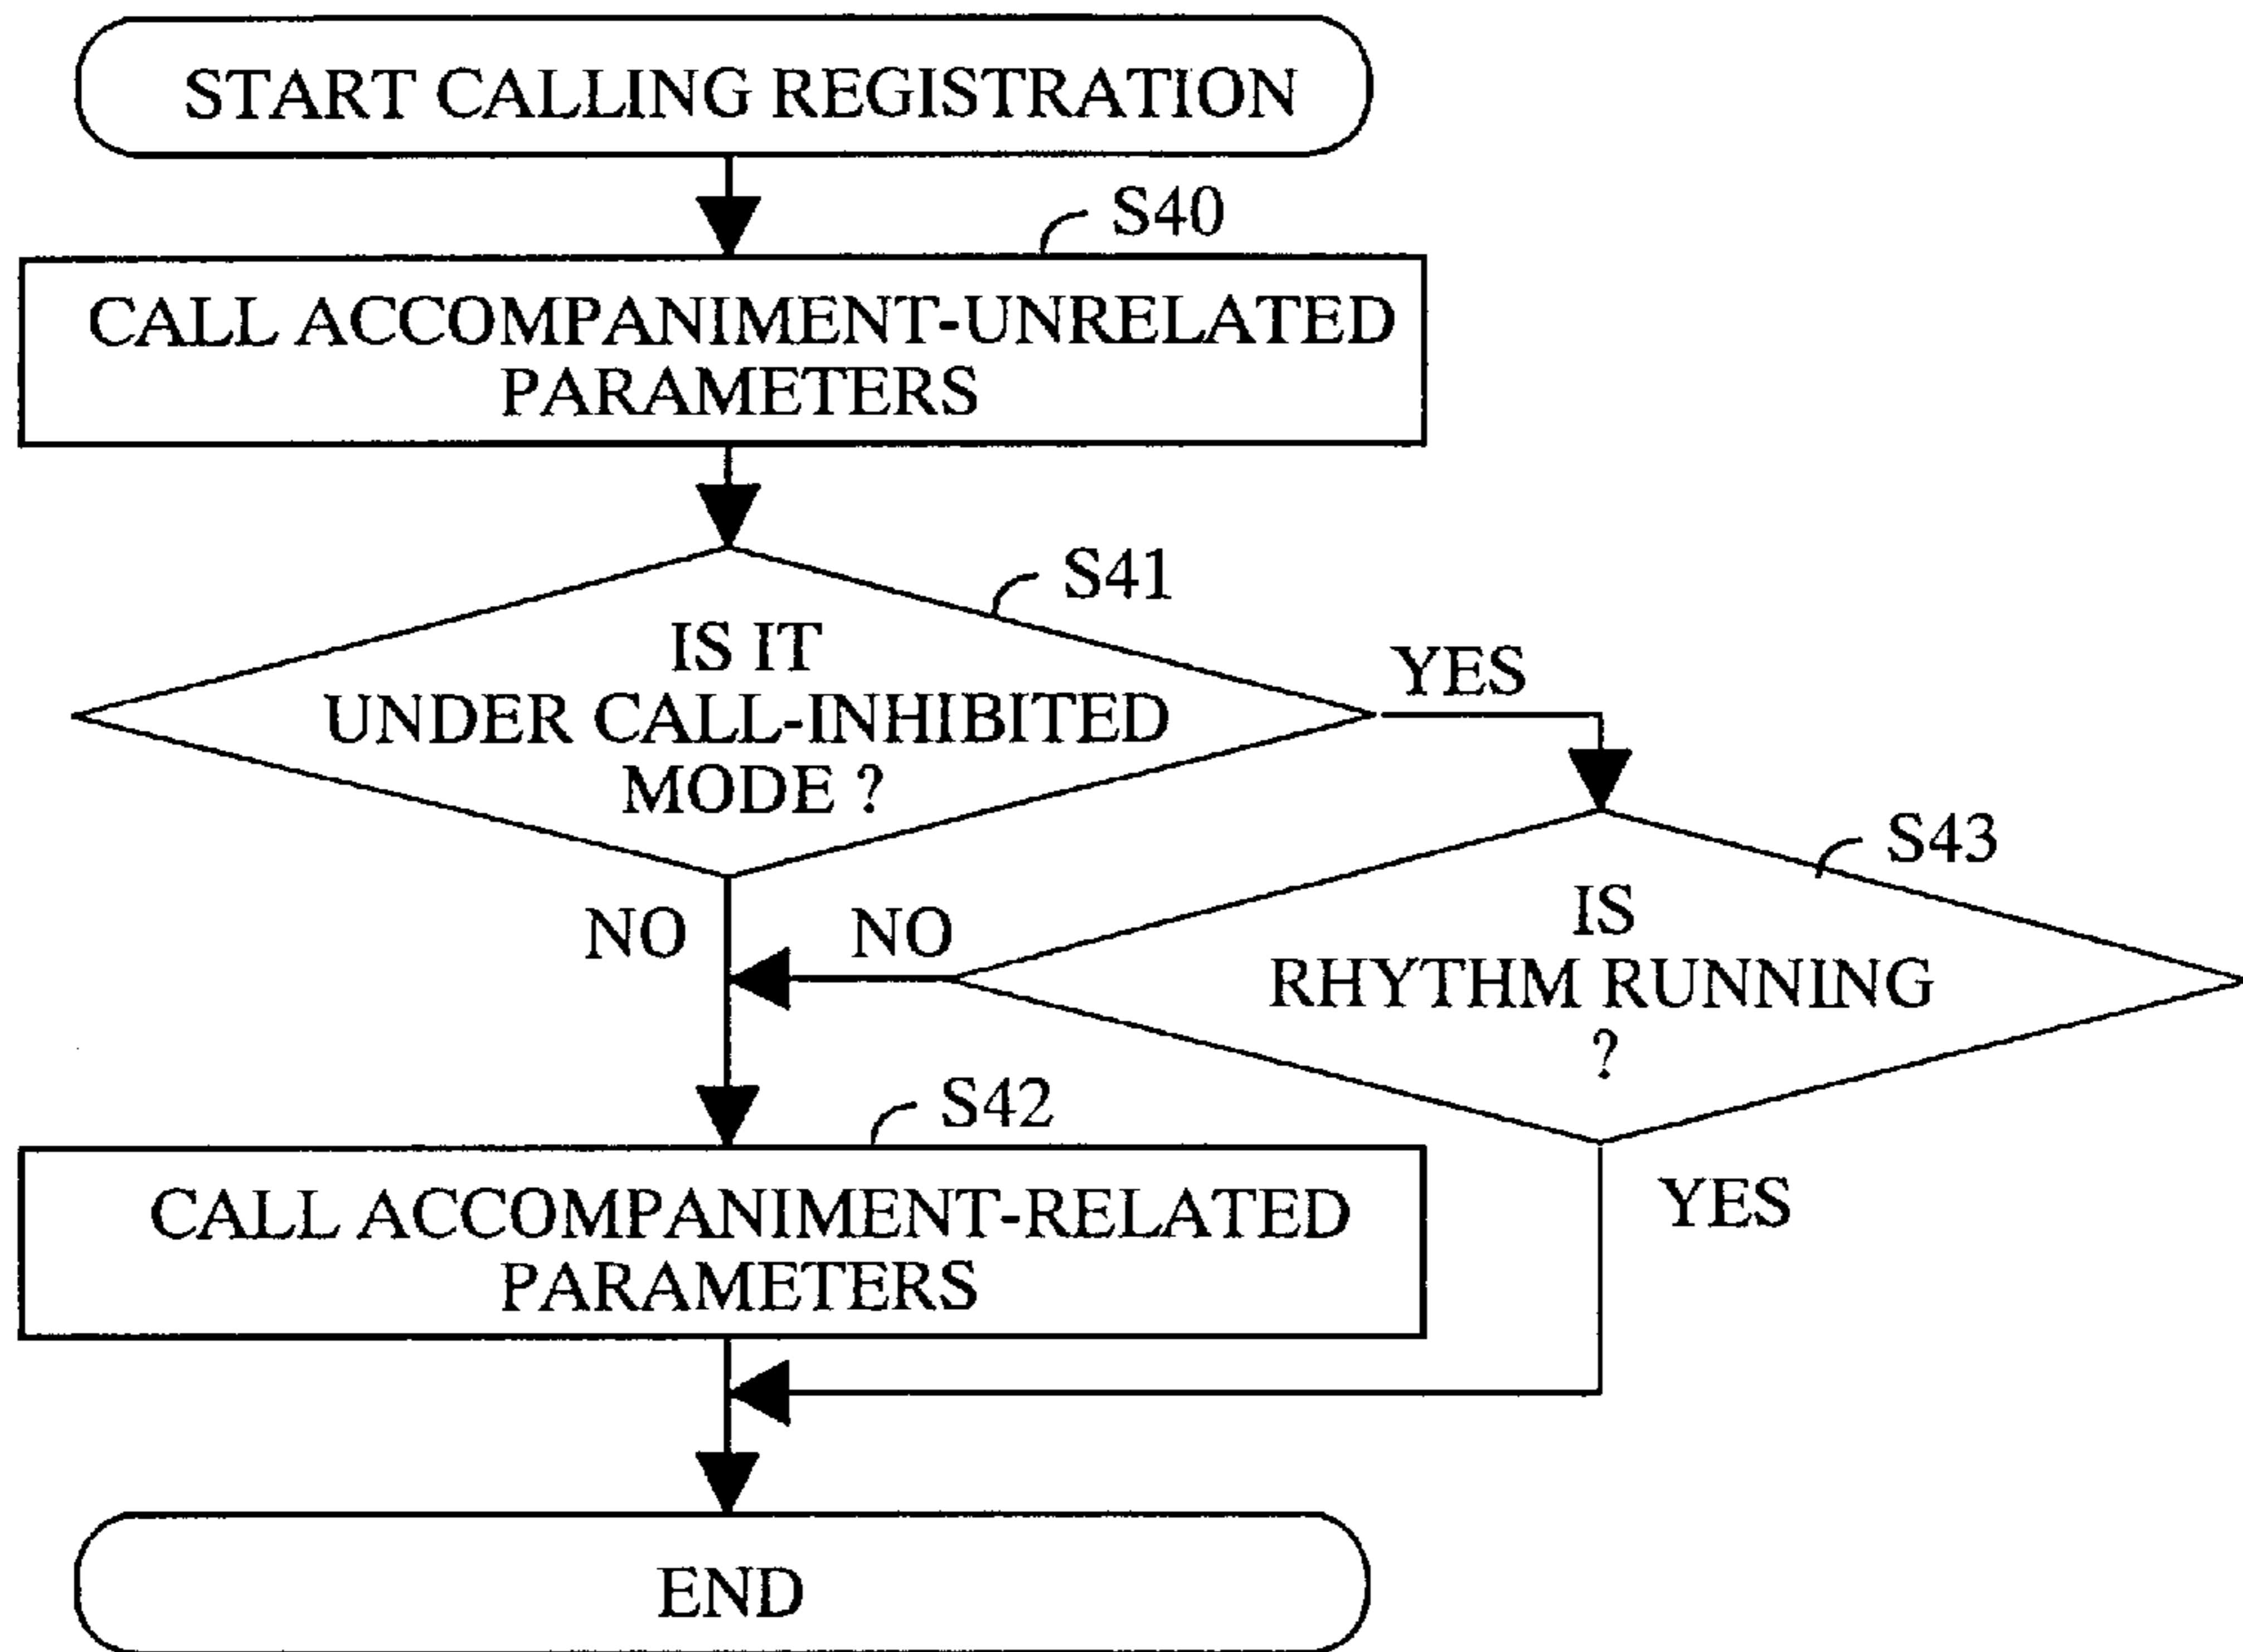 START CALLING REGISTRATION
S40
CALL ACCOMPANIMENT-UNRELATED
PARAMETERS
S41
IS IT
UNDER CALL-INHIBITED
MODE ?
YES
S43
IS
RHYTHM RUNNING
?
NO
NO
YES
S42
CALL ACCOMPANIMENT-RELATED
PARAMETERS
END